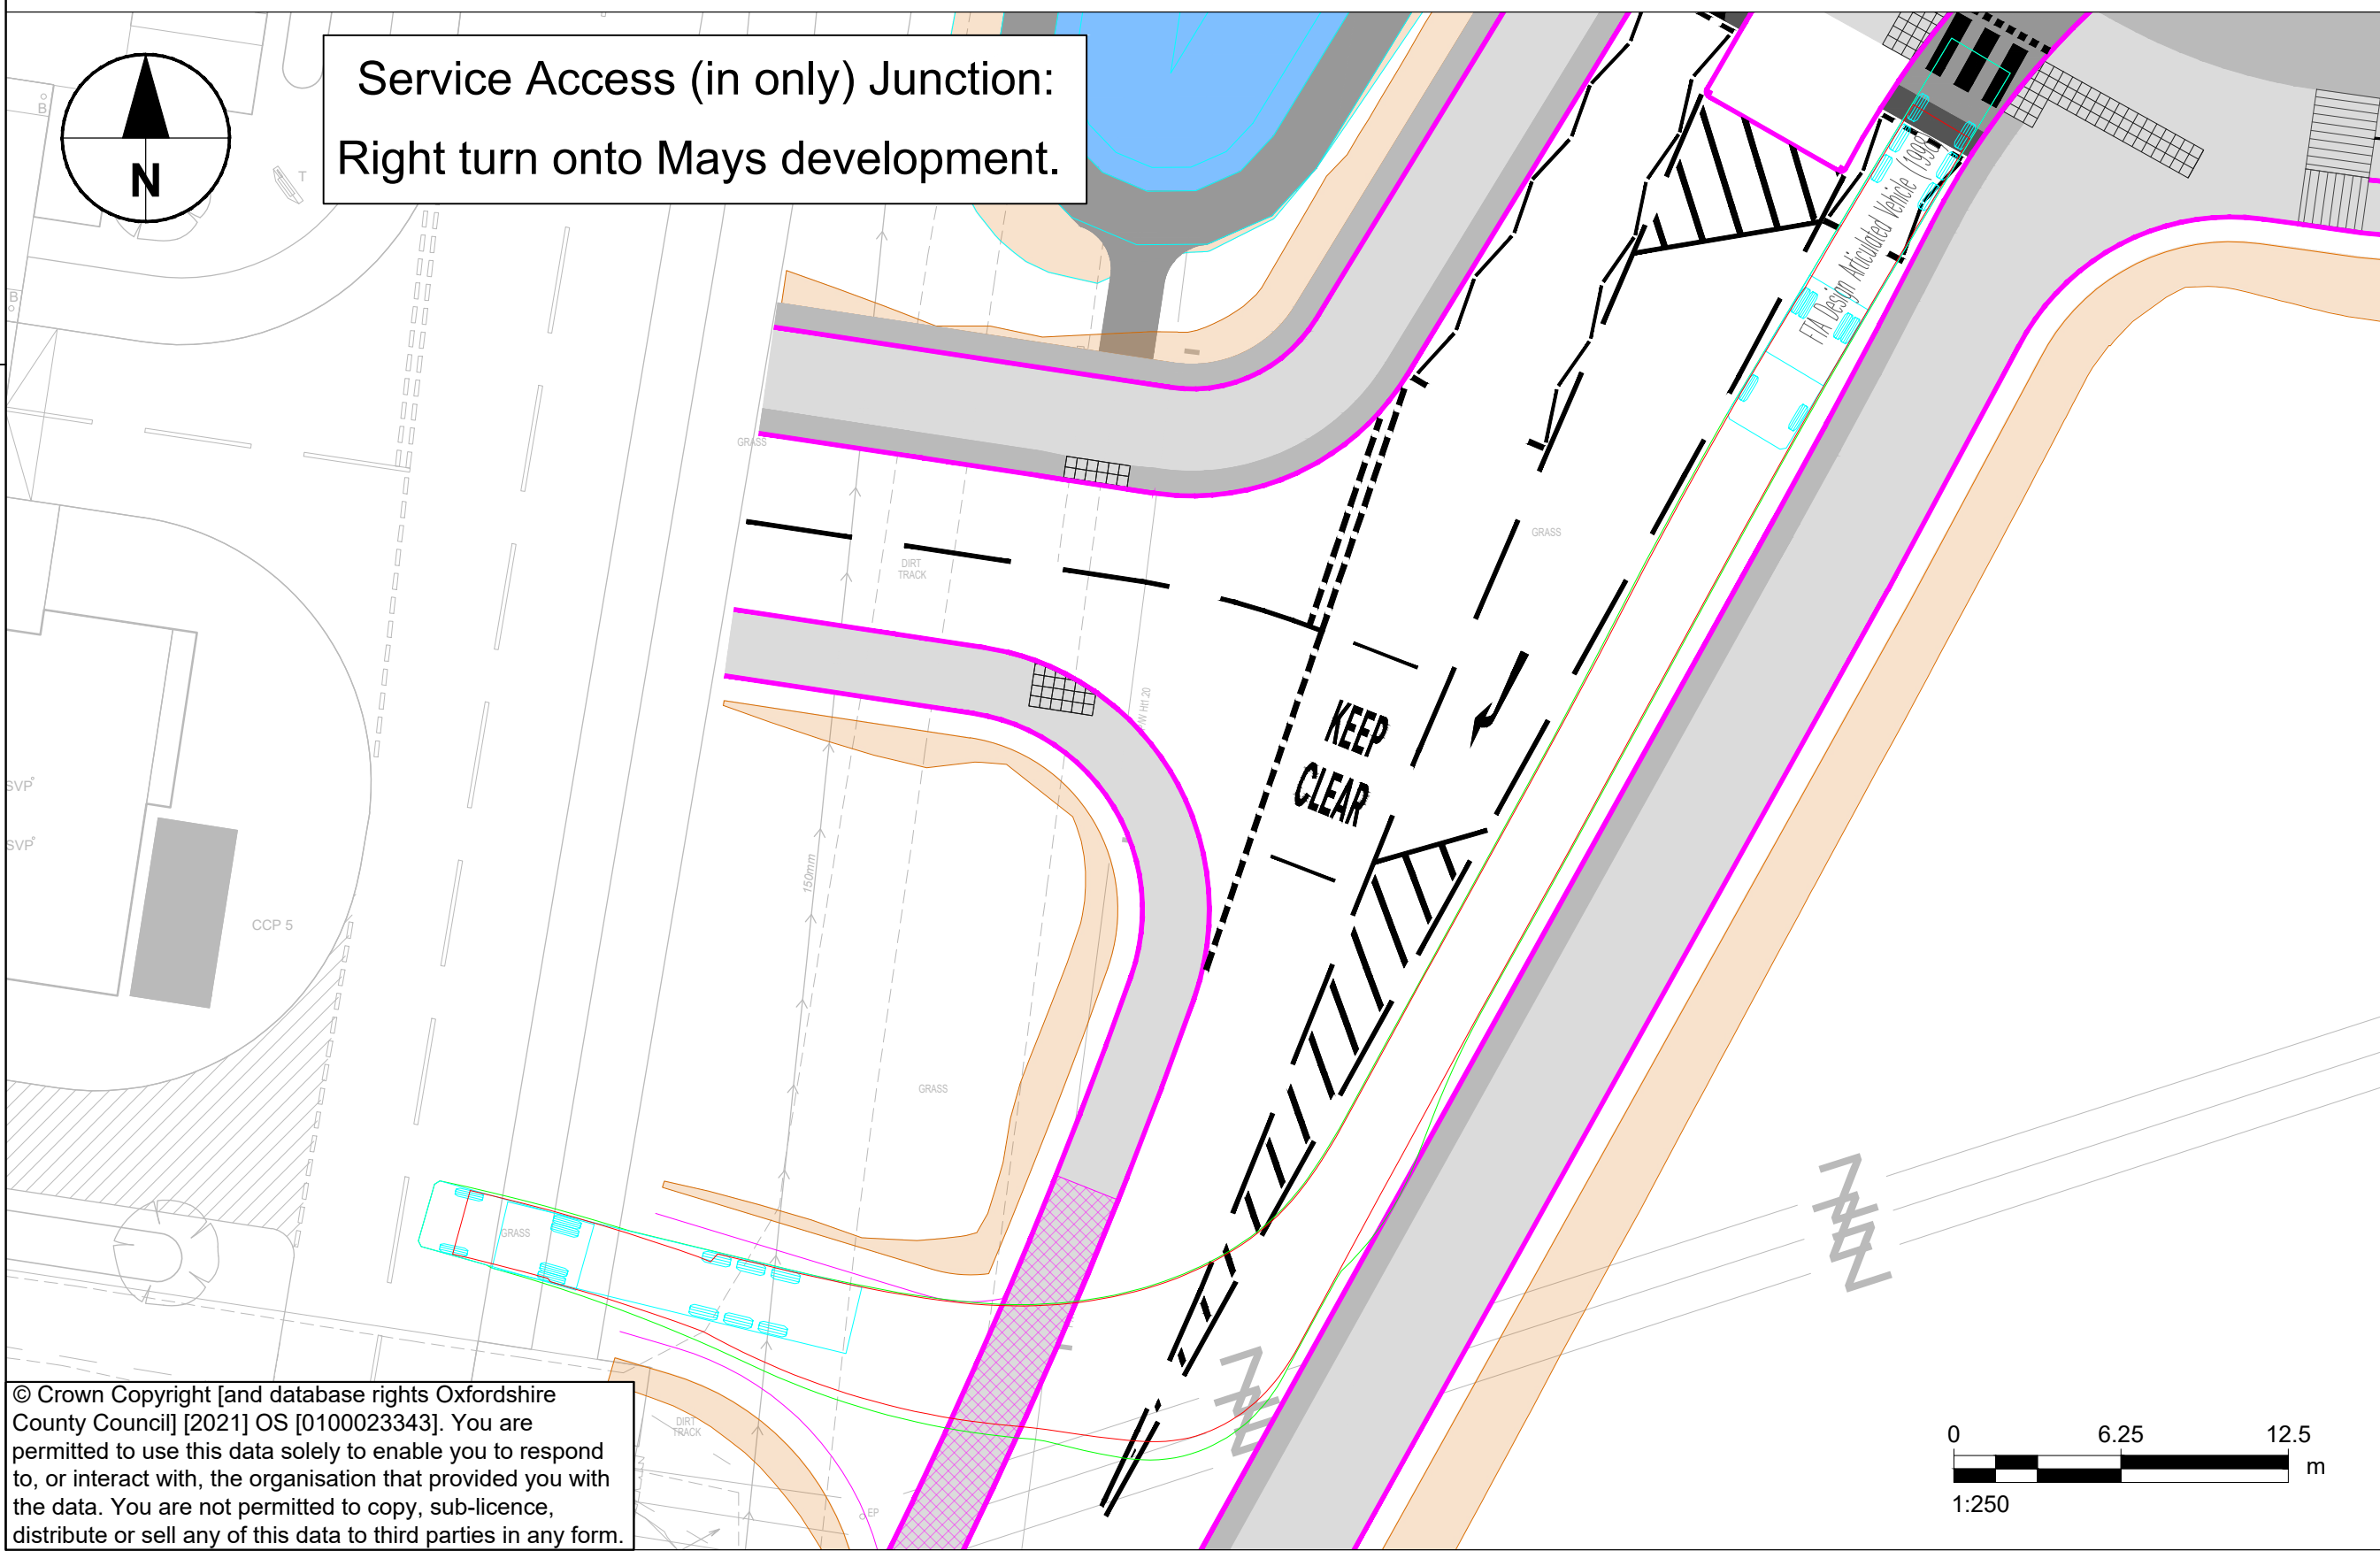 Service Access (in only) Junction:
Right turn onto Mays development.
N
B
T
B
FTA Design Articulated Vehicle (1998)
GRASS
GRASS
DIRT
TRACK
KEEP
CLEAR
SVP
SVP
150mm
CCP 5
GRASS
GRASS
DIRT
TRACK
EP
© Crown Copyright [and database rights Oxfordshire
County Council] [2021] OS [0100023343]. You are
permitted to use this data solely to enable you to respond
to, or interact with, the organisation that provided you with
the data. You are not permitted to copy, sub-licence,
distribute or sell any of this data to third parties in any form.
0 6.25 12.5
m
1:250